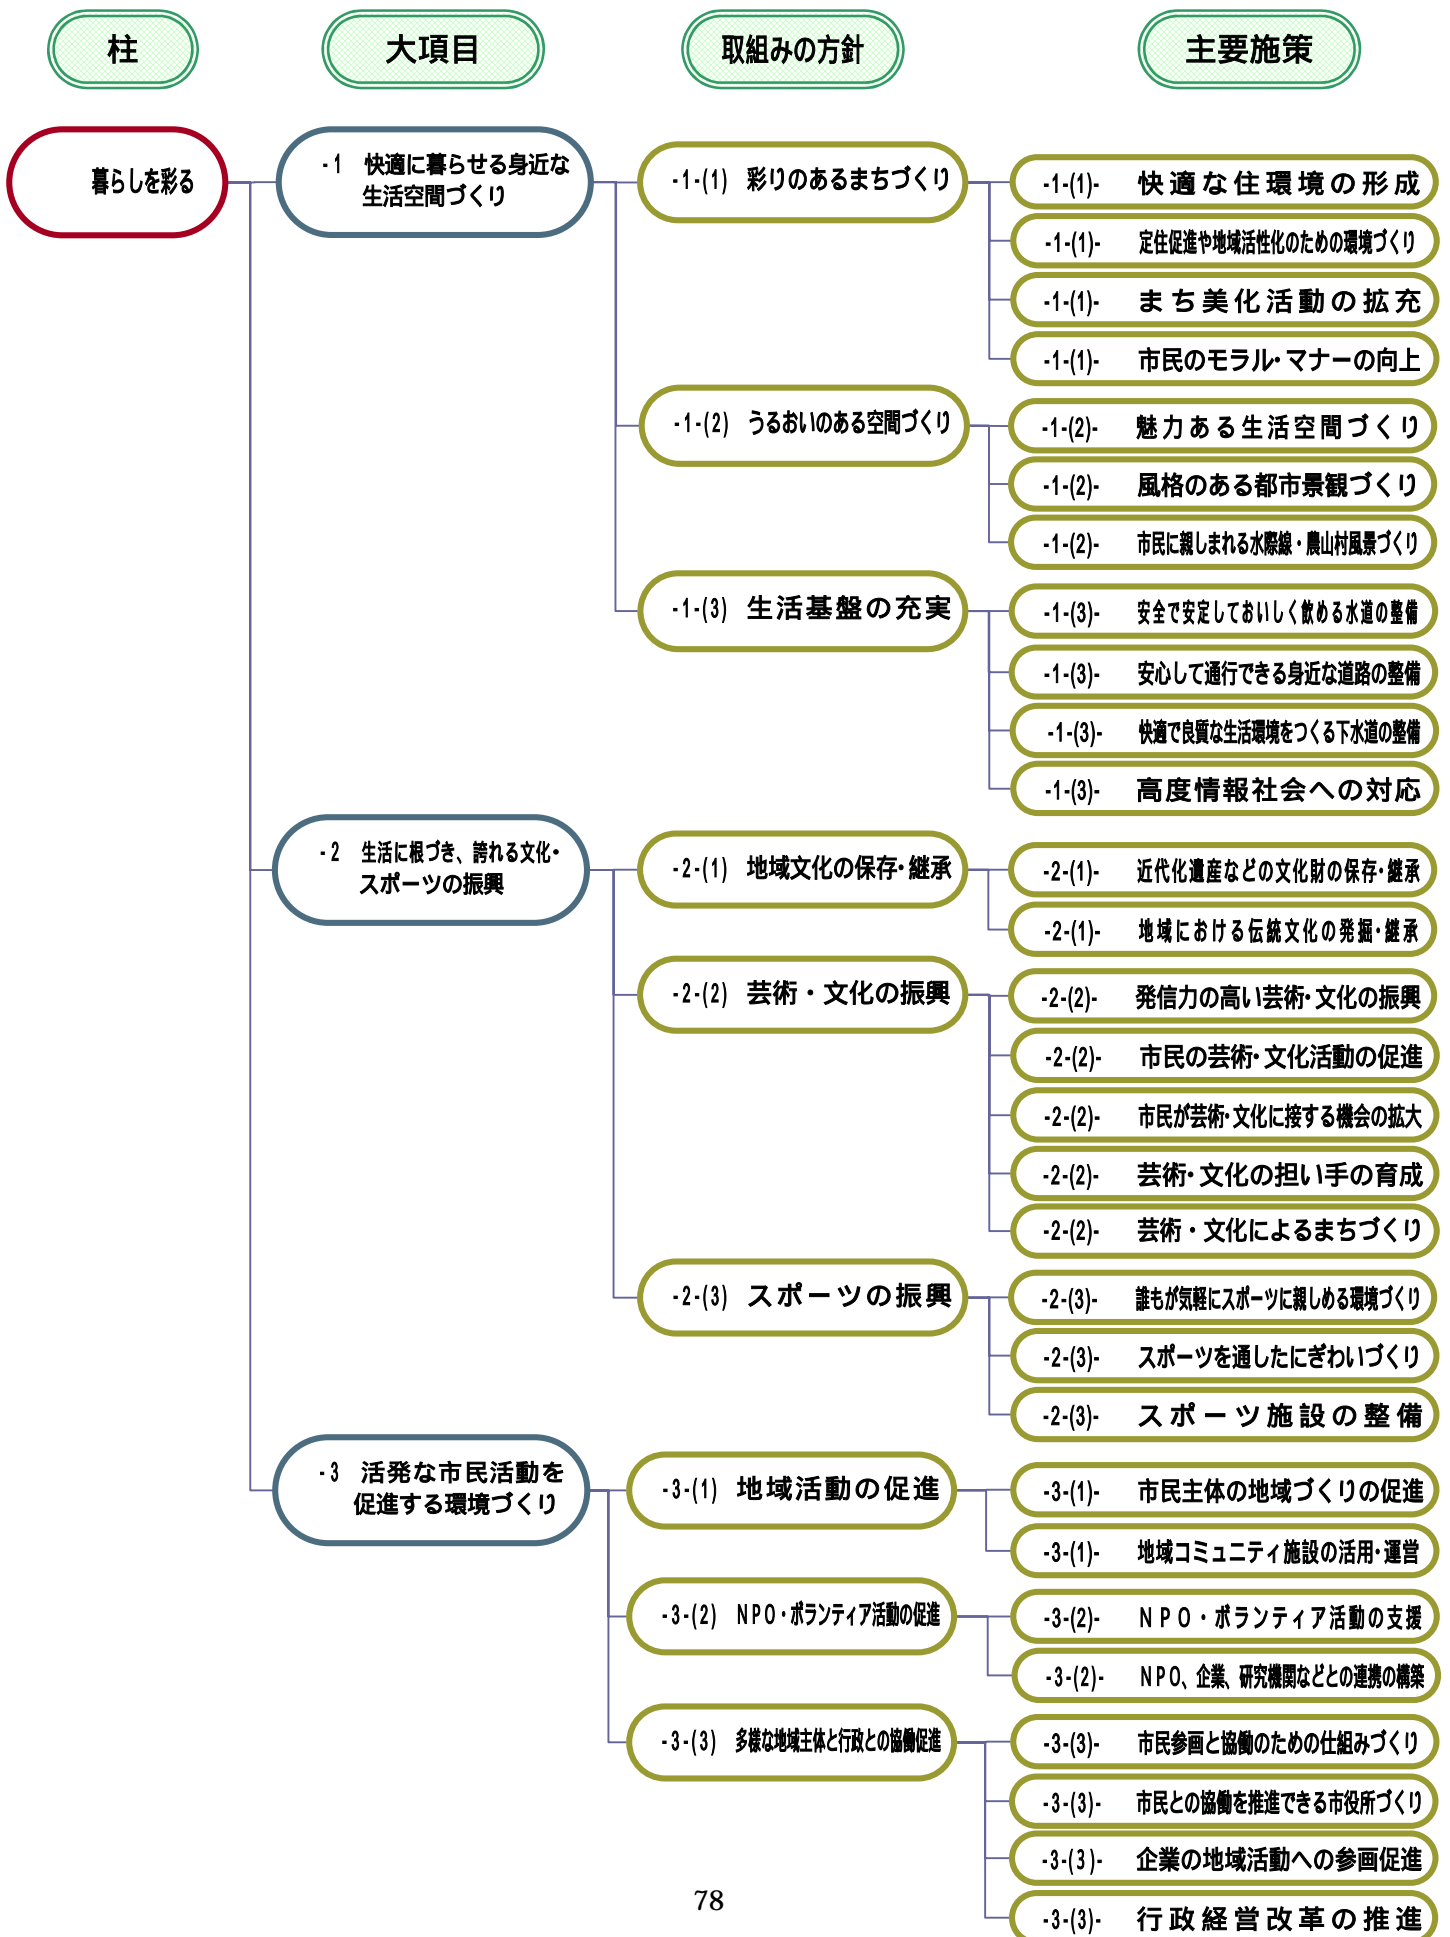 柱　大項目　取組みの方針　主要施策
暮らしを彩る
-1　快適に暮らせる身近な
生活空間づくり
-1-(1)　彩りのあるまちづくり
-1-(1)-　快適な住環境の形成
-1-(1)-　定住促進や地域活性化のための環境づくり
-1-(1)-　まち美化活動の拡充
-1-(1)-　市民のモラル・マナーの向上
-1-(2)　うるおいのある空間づくり
-1-(2)-　魅力ある生活空間づくり
-1-(2)-　風格のある都市景観づくり
-1-(2)-　市民に親しまれる水際線・農山村風景づくり
-1-(3)　生活基盤の充実
-1-(3)-　安全で安定しておいしく飲める水道の整備
-1-(3)-　安心して通行できる身近な道路の整備
-1-(3)-　快適で良質な生活環境をつくる下水道の整備
-1-(3)-　高度情報社会への対応
-2　生活に根づき、誇れる文化・
スポーツの振興
-2-(1)　地域文化の保存・継承
-2-(1)-　近代化遺産などの文化財の保存・継承
-2-(1)-　地域における伝統文化の発掘・継承
-2-(2)　芸術・文化の振興
-2-(2)-　発信力の高い芸術・文化の振興
-2-(2)-　市民の芸術・文化活動の促進
-2-(2)-　市民が芸術・文化に接する機会の拡大
-2-(2)-　芸術・文化の担い手の育成
-2-(2)-　芸術・文化によるまちづくり
-2-(3)　スポーツの振興
-2-(3)-　誰もが気軽にスポーツに親しめる環境づくり
-2-(3)-　スポーツを通したにぎわいづくり
-2-(3)-　スポーツ施設の整備
-3　活発な市民活動を
促進する環境づくり
-3-(1)　地域活動の促進
-3-(1)-　市民主体の地域づくりの促進
-3-(1)-　地域コミュニティ施設の活用・運営
-3-(2)　NPO・ボランティア活動の促進
-3-(2)-　NPO・ボランティア活動の支援
-3-(2)-　NPO、企業、研究機関などとの連携の構築
-3-(3)　多様な地域主体と行政との協働促進
-3-(3)-　市民参画と協働のための仕組みづくり
-3-(3)-　市民との協働を推進できる市役所づくり
-3-(3)-　企業の地域活動への参画促進
-3-(3)-　行政経営改革の推進
78